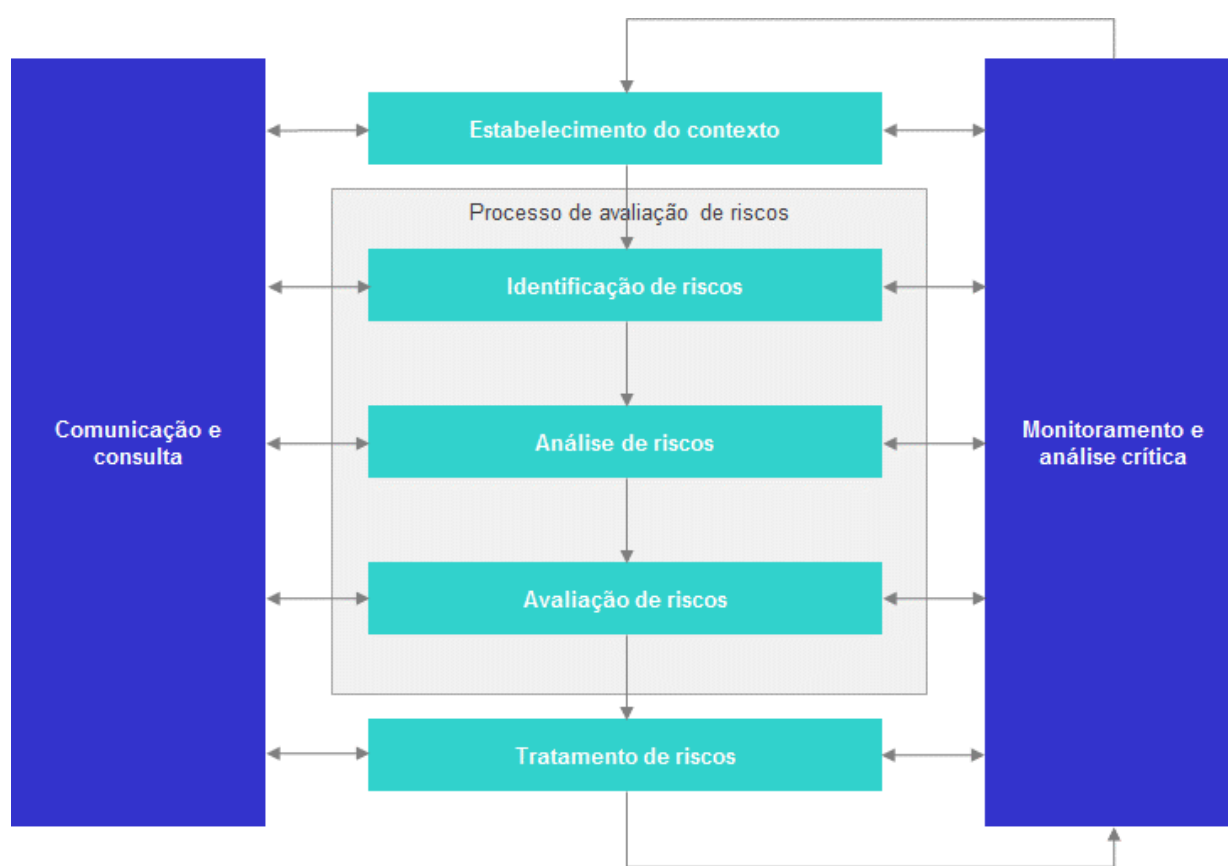 Estabelecimento do contexto
Processo de avaliação de riscos
Identificação de riscos
Comunicação e
consulta
Análise de riscos
Monitoramento e
análise crítica
Avaliação de riscos
Tratamento de riscos